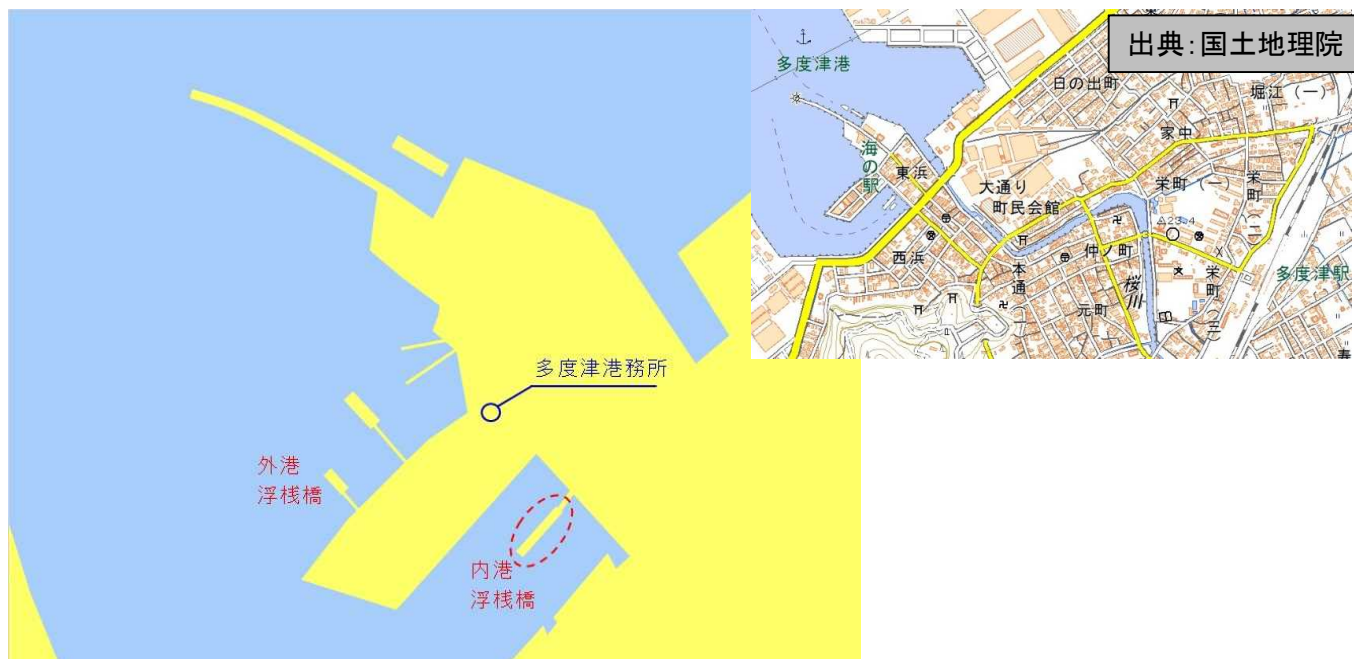 多度津港務所
外港
浮桟橋
内港
浮桟橋
出典:国土地理院
多度津港
海の駅
日の出町
堀江(一)
家中
東浜
大通り
町民会館
栄町(一)
栄町(二)
23.4
西浜
本通(一)
仲ノ町
桜川
元町
栄町(三)
多度津駅